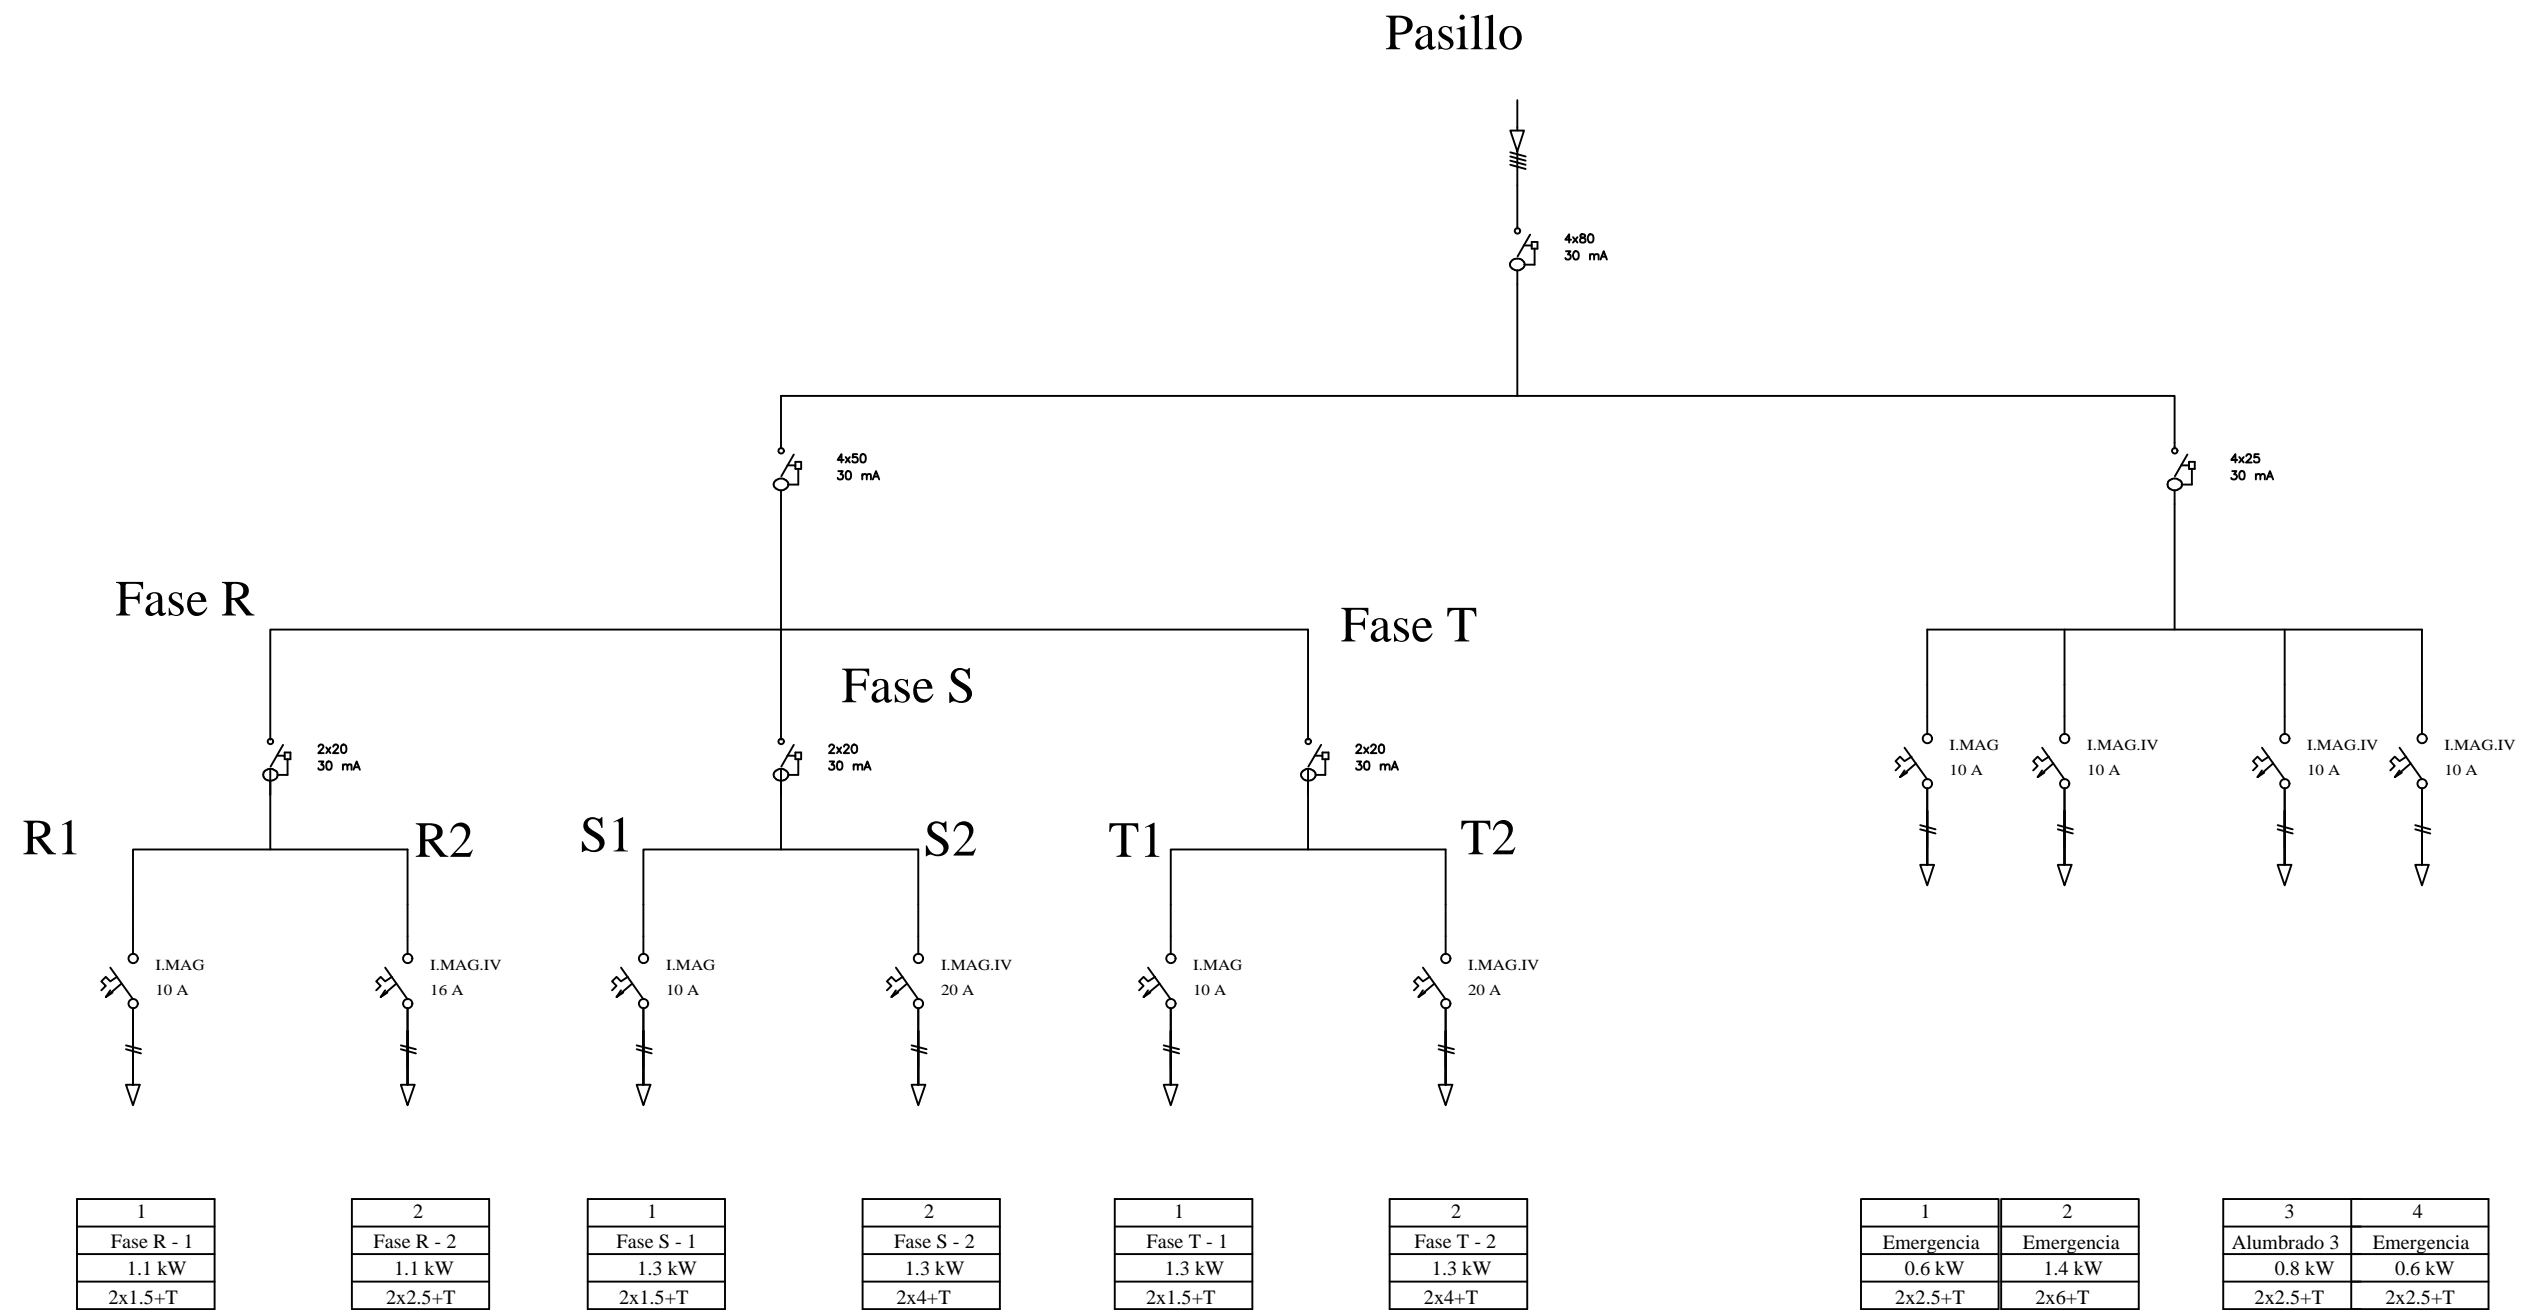 Pasillo
4x80
30 mA
4x50
30 mA
4x25
30 mA
Fase R
Fase S
Fase T
2x20
30 mA
2x20
30 mA
2x20
30 mA
I.MAG
10 A
I.MAG.IV
10 A
I.MAG.IV
10 A
I.MAG.IV
10 A
R1
R2
S1
S2
T1
T2
I.MAG
10 A
I.MAG.IV
16 A
I.MAG
10 A
I.MAG.IV
20 A
I.MAG
10 A
I.MAG.IV
20 A
1
Fase R - 1
1.1 kW
2x1.5+T
2
Fase R - 2
1.1 kW
2x2.5+T
1
Fase S - 1
1.3 kW
2x1.5+T
2
Fase S - 2
1.3 kW
2x4+T
1
Fase T - 1
1.3 kW
2x1.5+T
2
Fase T - 2
1.3 kW
2x4+T
1
Emergencia
0.6 kW
2x2.5+T
2
Emergencia
1.4 kW
2x6+T
3
Alumbrado 3
0.8 kW
2x2.5+T
4
Emergencia
0.6 kW
2x2.5+T